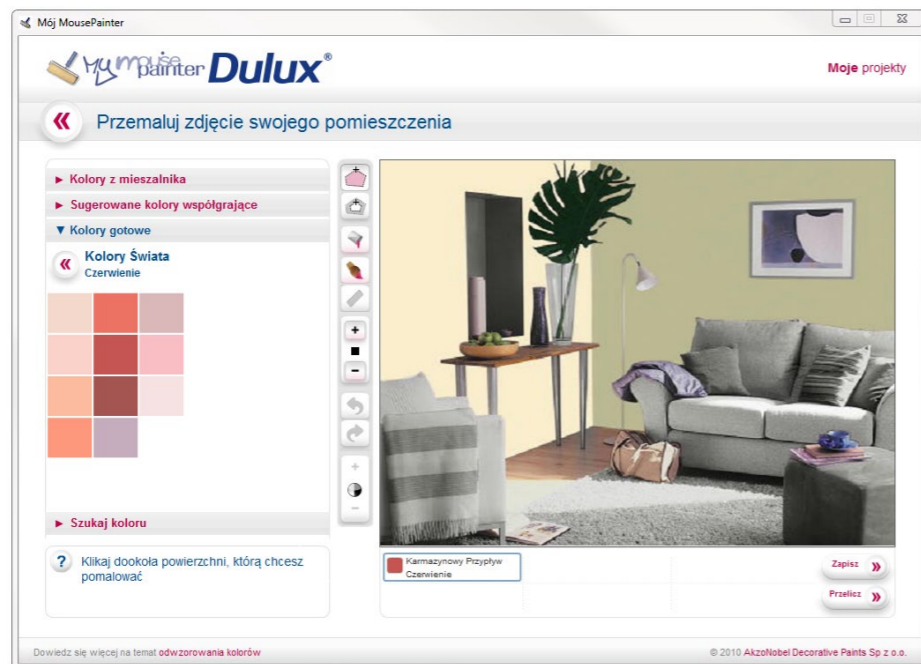 Mój MousePainter
My mouse painter Dulux®
Moje projekty
Przemaluj zdjęcie swojego pomieszczenia
Kolory z mieszalnika
Sugerowane kolory współgrające
Kolory gotowe
Kolory Świata
Czerwienie
Szukaj koloru
? Klikaj dookoła powierzchni, którą chcesz
pomalować
Karmazynowy Przypływ
Czerwienie
Zapisz
Przelicz
Dowiedz się więcej na temat odwzorowania kolorów
© 2010 AkzoNobel Decorative Paints Sp z o.o.